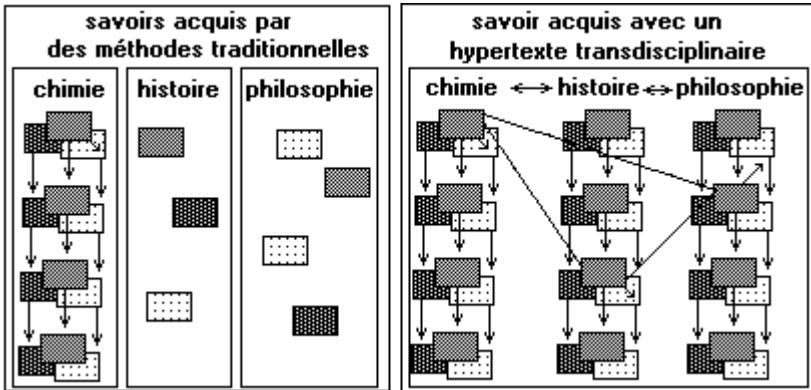 savoirs acquis par
des méthodes traditionnelles
chimie
histoire
philosophie
savoir acquis avec un
hypertexte transdisciplinaire
chimie ↔ histoire ↔ philosophie